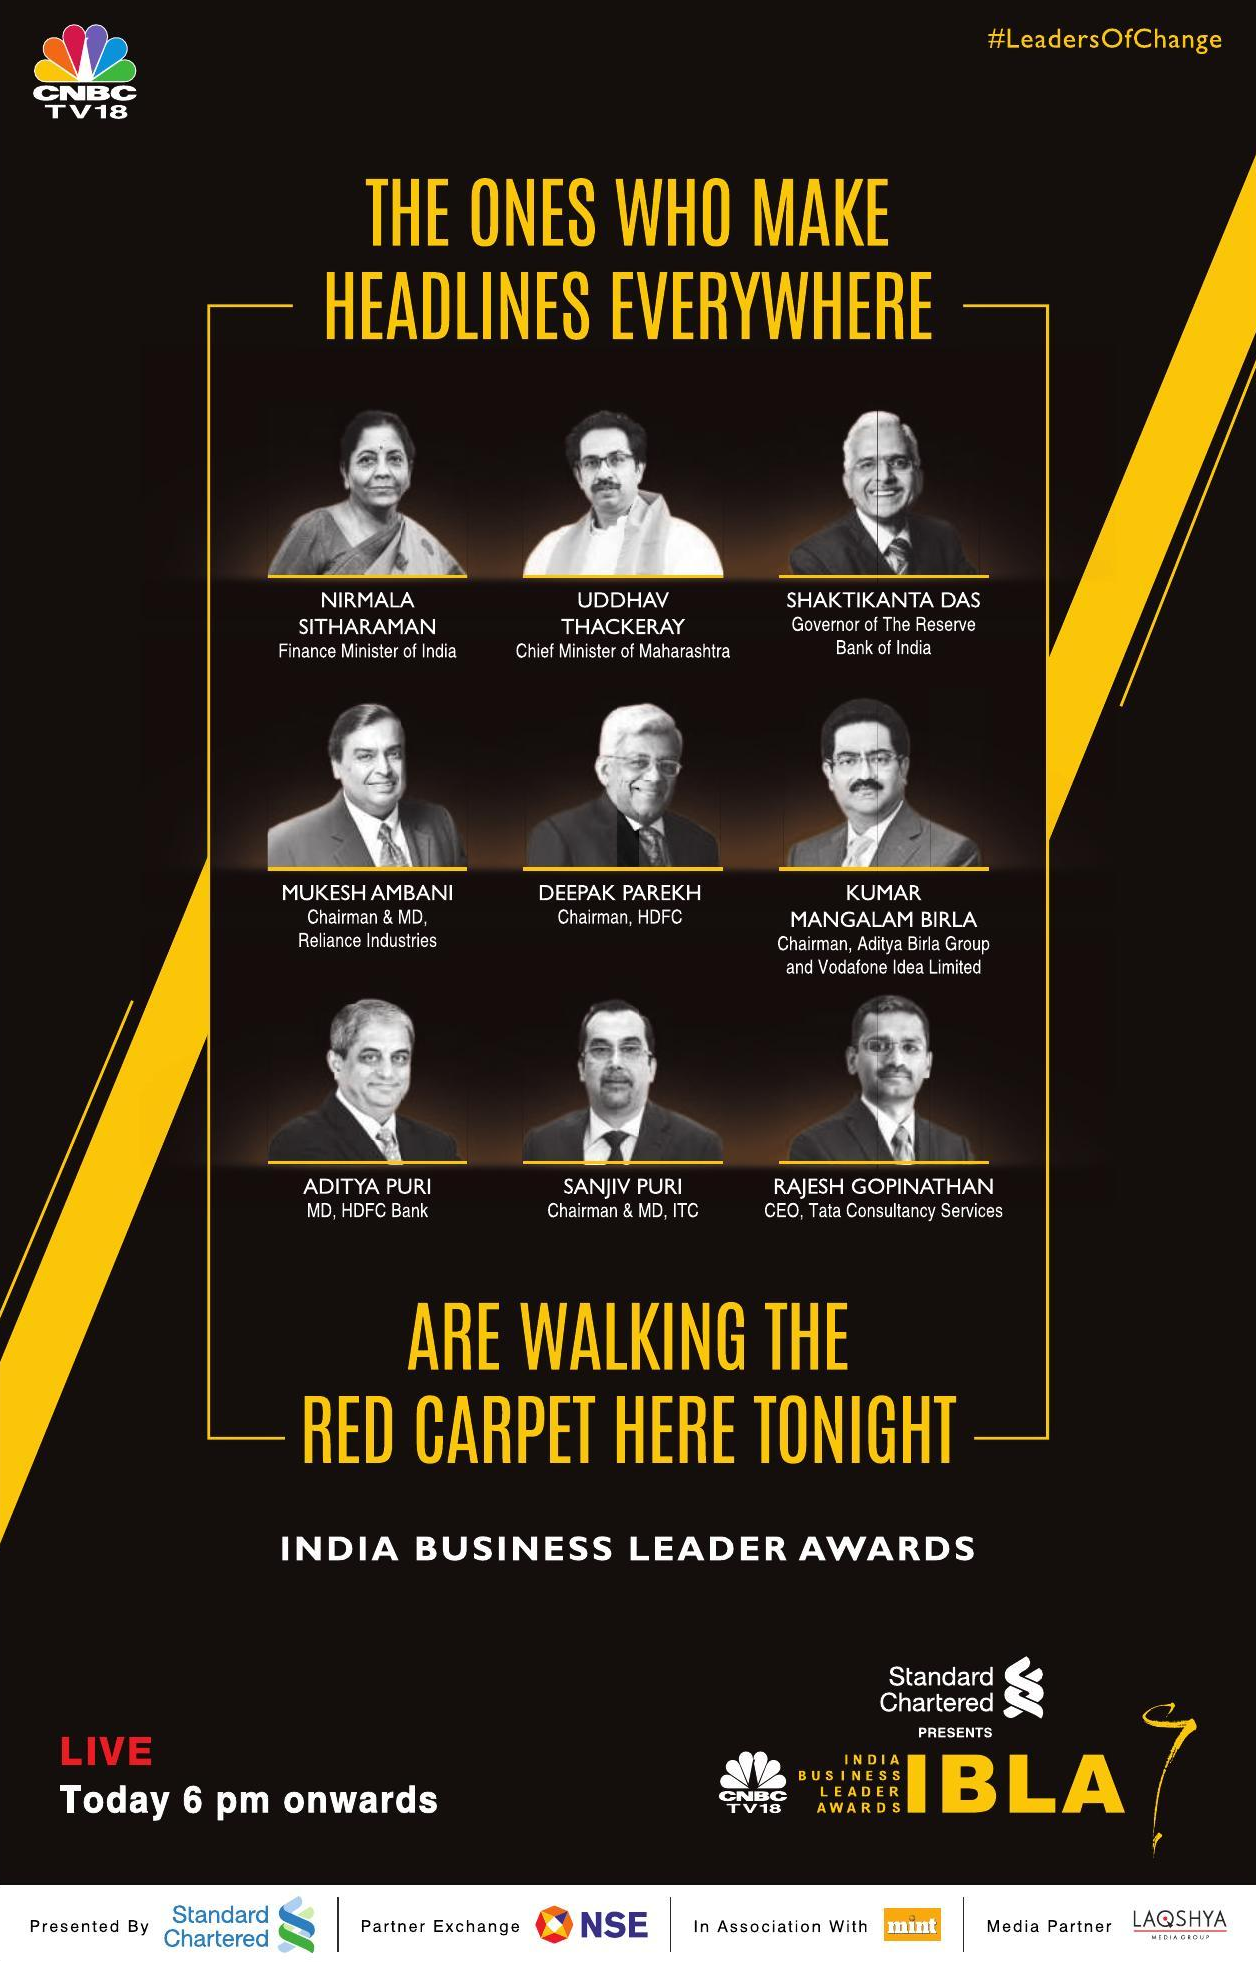 CNBC
TV18
#LeadersOfChange
THE ONES WHO MAKE
HEADLINES EVERYWHERE
NIRMALA
SITHARAMAN
Finance Minister of India
UDDHAV
THACKERAY
Chief Minister of Maharashtra
SHAKTIKANTA DAS
Governor of The Reserve
Bank of India
MUKESH AMBANI
Chairman & MD,
Reliance Industries
DEEPAK PAREKH
Chairman, HDFC
KUMAR
MANGALAM BIRLA
Chairman, Aditya Birla Group
and Vodafone Idea Limited
ADITYA PURI
MD, HDFC Bank
SANJIV PURI
Chairman & MD, ITC
RAJESH GOPINATHAN
CEO, Tata Consultancy Services
ARE WALKING THE
RED CARPET HERE TONIGHT
INDIA BUSINESS LEADER AWARDS
LIVE
Today 6 pm onwards
Standard
Chartered
PRESENTS
CNBC
TV18
INDIA
BUSINESS
LEADER
AWARDS
IBLA
Presented By
Standard
Chartered
Partner Exchange
NSE
In Association With
mint
Media Partner
LAQSHYA
MEDIA GROUP